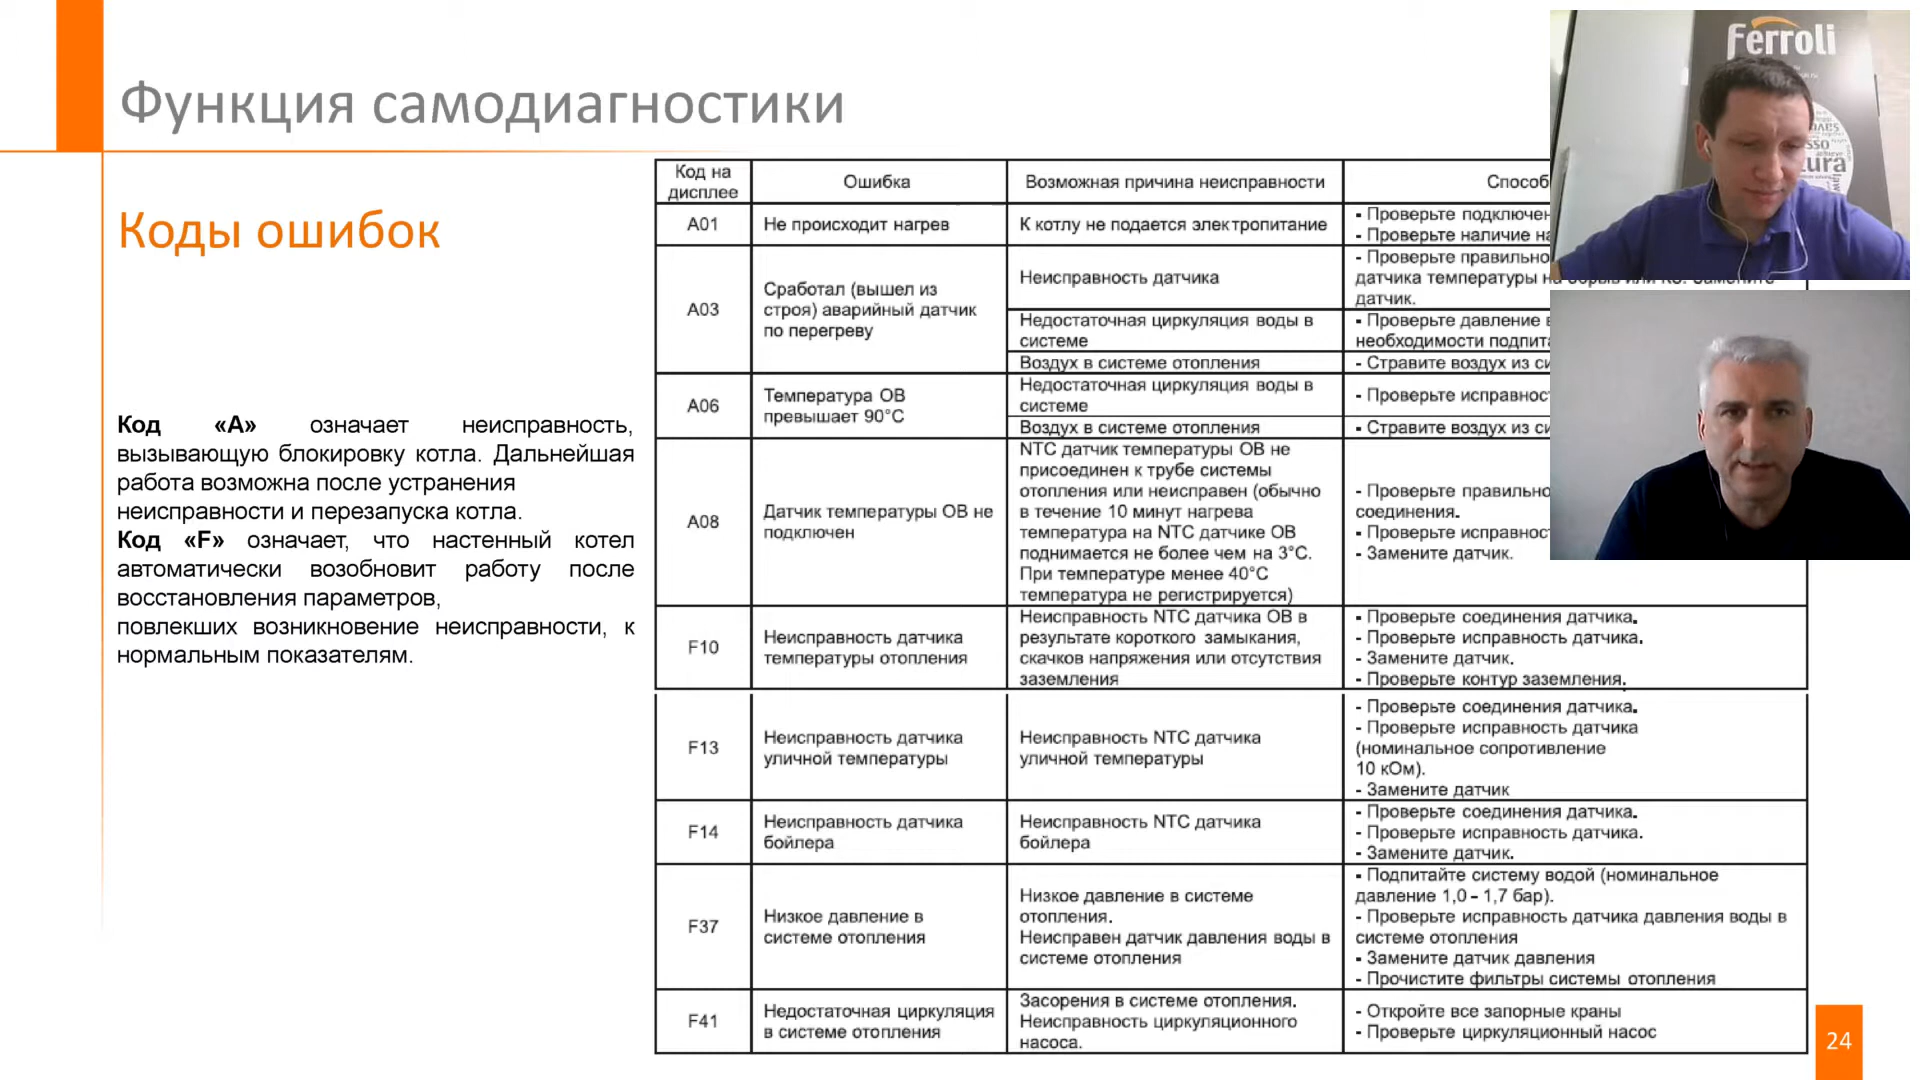 Функция самодиагностики
Коды ошибок
Код «А» означает неисправность,
вызывающую блокировку котла. Дальнейшая
работа возможна после устранения
неисправности и перезапуска котла.
Код «F» означает, что настенный котел
автоматически возобновит работу после
восстановления параметров,
повлекших возникновение неисправности, к
нормальным показателям.
Код на
дисплее
Ошибка
Возможная причина неисправности
Способ
A01
Не происходит нагрев
К котлу не подается электропитание
- Проверьте подключен
- Проверьте наличие на
A03
Сработал (вышел из
строя) аварийный датчик
по перегреву
Неисправность датчика
- Проверьте правильно
датчика температуры
датчик.
Недостаточная циркуляция воды в
системе
- Проверьте давление в
необходимости подпита
Воздух в системе отопления
- Стравите воздух из си
A06
Температура ОВ
превышает 90°С
Недостаточная циркуляция воды в
системе
- Проверьте исправнос
Воздух в системе отопления
- Стравите воздух из си
A08
Датчик температуры ОВ не
подключен
NTC датчик температуры ОВ не
присоединен к трубе системы
отопления или неисправен (обычно
в течение 10 минут нагрева
температура на NTC датчике ОВ
поднимается не более чем на 3°С.
При температуре менее 40°С
температура не регистрируется)
- Проверьте правильно
соединения.
- Проверьте исправнос
- Замените датчик.
F10
Неисправность датчика
температуры отопления
Неисправность NTC датчика ОВ в
результате короткого замыкания,
скачков напряжения или отсутствия
заземления
- Проверьте соединения датчика.
- Проверьте исправность датчика.
- Замените датчик.
- Проверьте контур заземления.
F13
Неисправность датчика
уличной температуры
Неисправность NTC датчика
уличной температуры
- Проверьте соединения датчика.
- Проверьте исправность датчика
(номинальное сопротивление
10 кОм).
- Замените датчик
F14
Неисправность датчика
бойлера
Неисправность NTC датчика
бойлера
- Проверьте соединения датчика.
- Проверьте исправность датчика.
- Замените датчик.
F37
Низкое давление в
системе отопления
Низкое давление в системе
отопления.
Неисправен датчик давления воды в
системе отопления
- Подпитайте систему водой (номинальное
давление 1,0 - 1,7 бар).
- Проверьте исправность датчика давления воды в
системе отопления
- Замените датчик давления
- Прочистите фильтры системы отопления
F41
Недостаточная циркуляция
в системе отопления
Засорения в системе отопления.
Неисправность циркуляционного
насоса.
- Откройте все запорные краны
- Проверьте циркуляционный насос
24
Ferroli